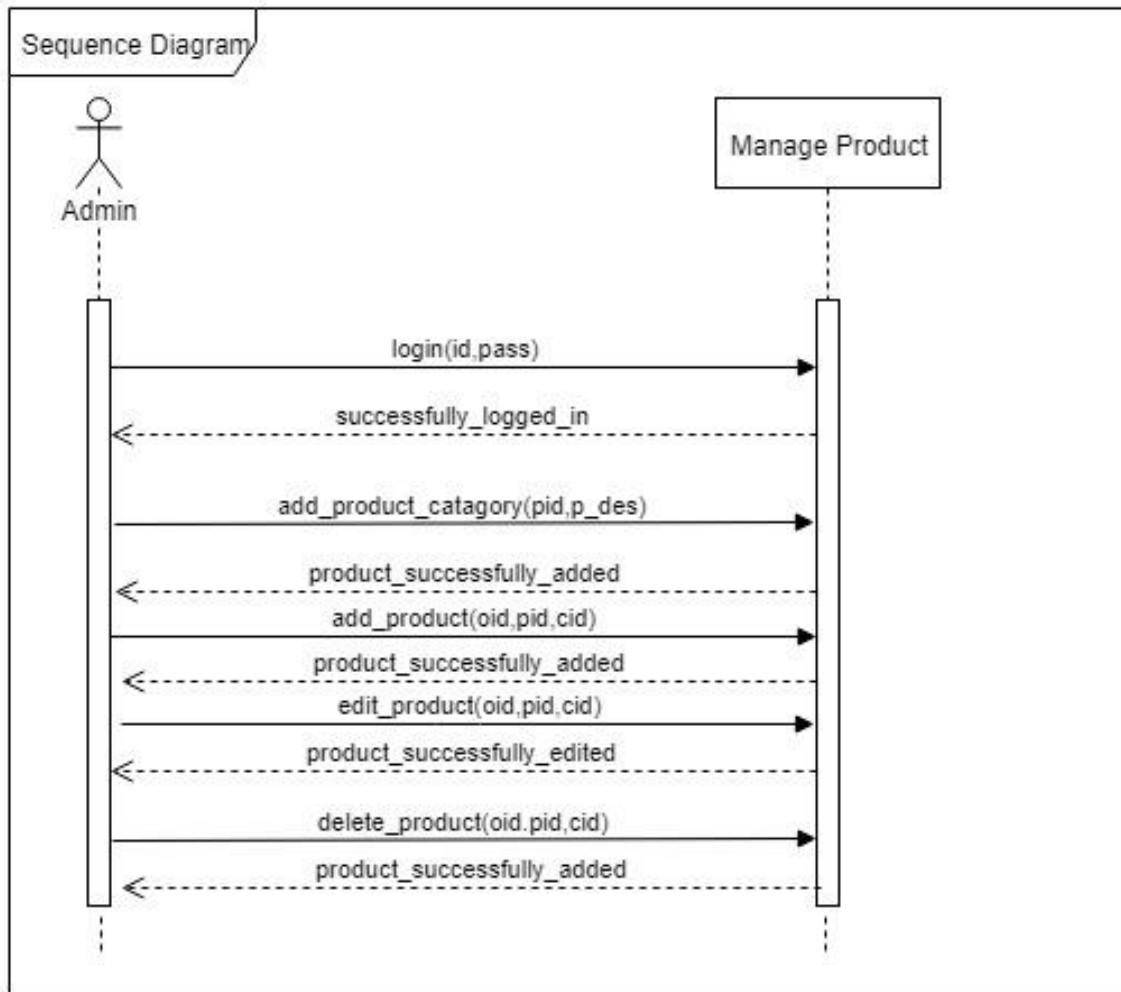 Sequence Diagram
Manage Product
Admin
login(id,pass)
successfully_logged_in
add_product_catagory(pid,p_des)
product_successfully_added
add_product(oid,pid,cid)
product_successfully_added
edit_product(oid,pid,cid)
product_successfully_edited
delete_product(oid.pid,cid)
product_successfully_added